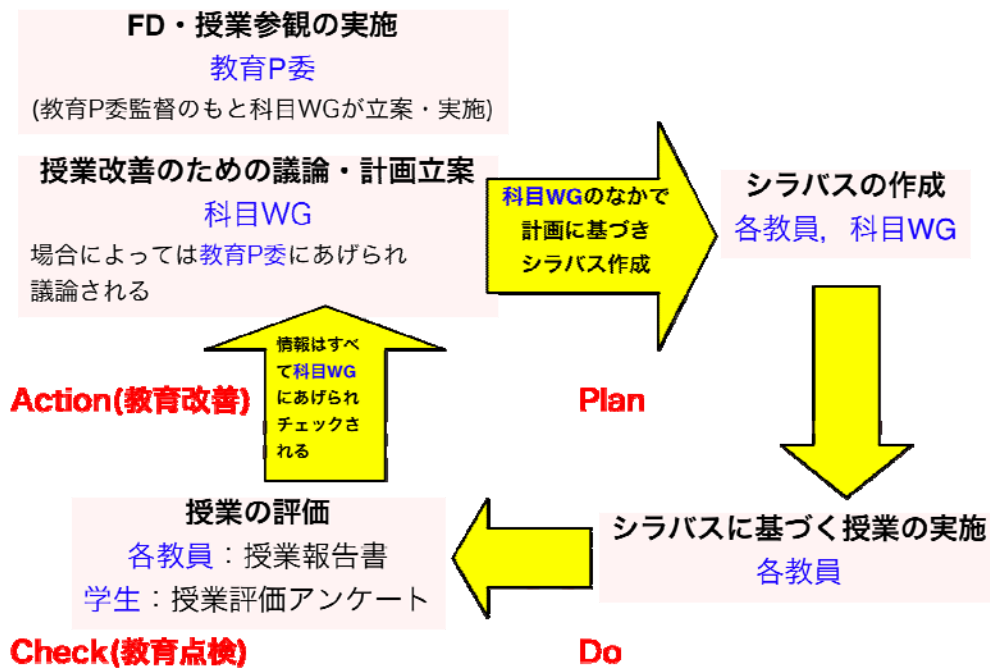 FD・授業参観の実施
教育P委
(教育P委監督のもと科目WGが立案・実施)
授業改善のための議論・計画立案
科目WG
場合によっては教育P委にあげられ
議論される
科目WGのなかで
計画に基づき
シラバス作成
シラバスの作成
各教員, 科目WG
情報はすべ
て科目WG
にあげられ
チェックさ
れる
Action(教育改善)
Plan
授業の評価
各教員：授業報告書
学生：授業評価アンケート
シラバスに基づく授業の実施
各教員
Check(教育点検)
Do